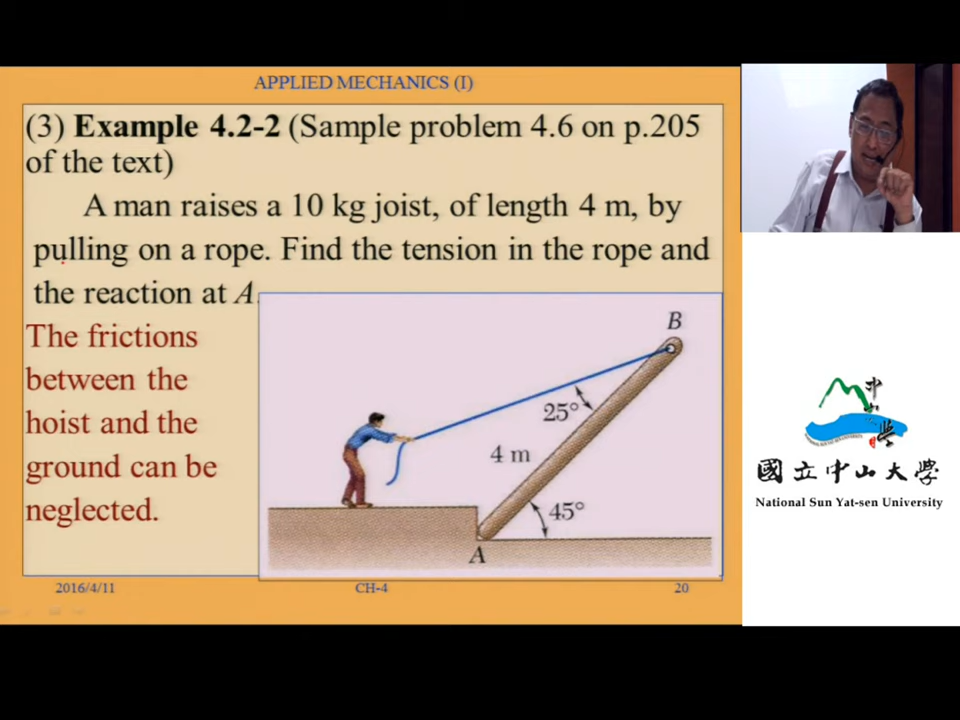 APPLIED MECHANICS (I)
(3) Example 4.2-2 (Sample problem 4.6 on p.205
of the text)
A man raises a 10 kg joist, of length 4 m, by
pulling on a rope. Find the tension in the rope and
the reaction at A.
The frictions
between the
hoist and the
ground can be
neglected.
B
25°
4 m
45°
A
2016/4/11
CH-4
20
國立中山大學
National Sun Yat-sen University